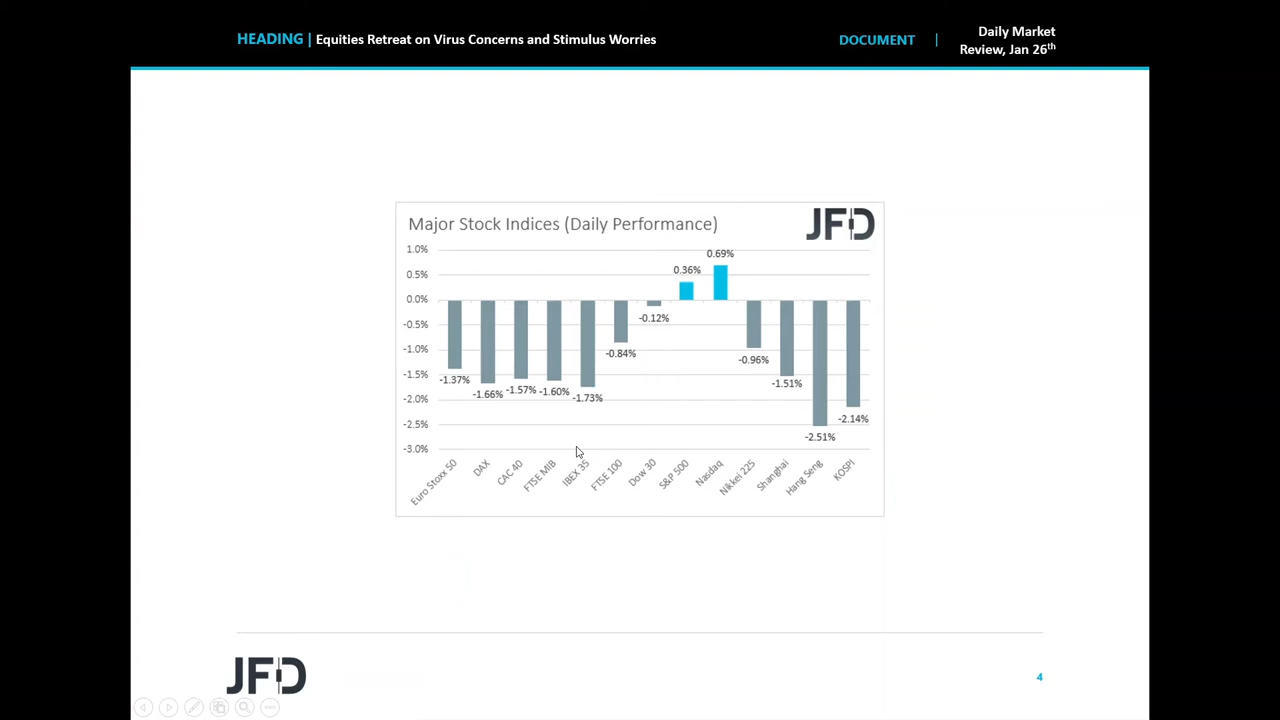 HEADING | Equities Retreat on Virus Concerns and Stimulus Worries
DOCUMENT |
Daily Market
Review, Jan 26th
Major Stock Indices (Daily Performance)
JFD
1.0%
0.5%
0.0%
-0.5%
-1.0%
-1.5%
-2.0%
-2.5%
-3.0%
-1.37%
-1.66%
-1.57%
-1.60%
-1.73%
-0.84%
-0.12%
0.36%
0.69%
-0.96%
-1.51%
-2.51%
-2.14%
Euro Stoxx 50
DAX
CAC 40
FTSE MIB
IBEX 35
FTSE 100
Dow 30
S&P 500
Nasdaq
Nikkei 225
Shanghai
Hang Seng
KOSPI
JFD
4